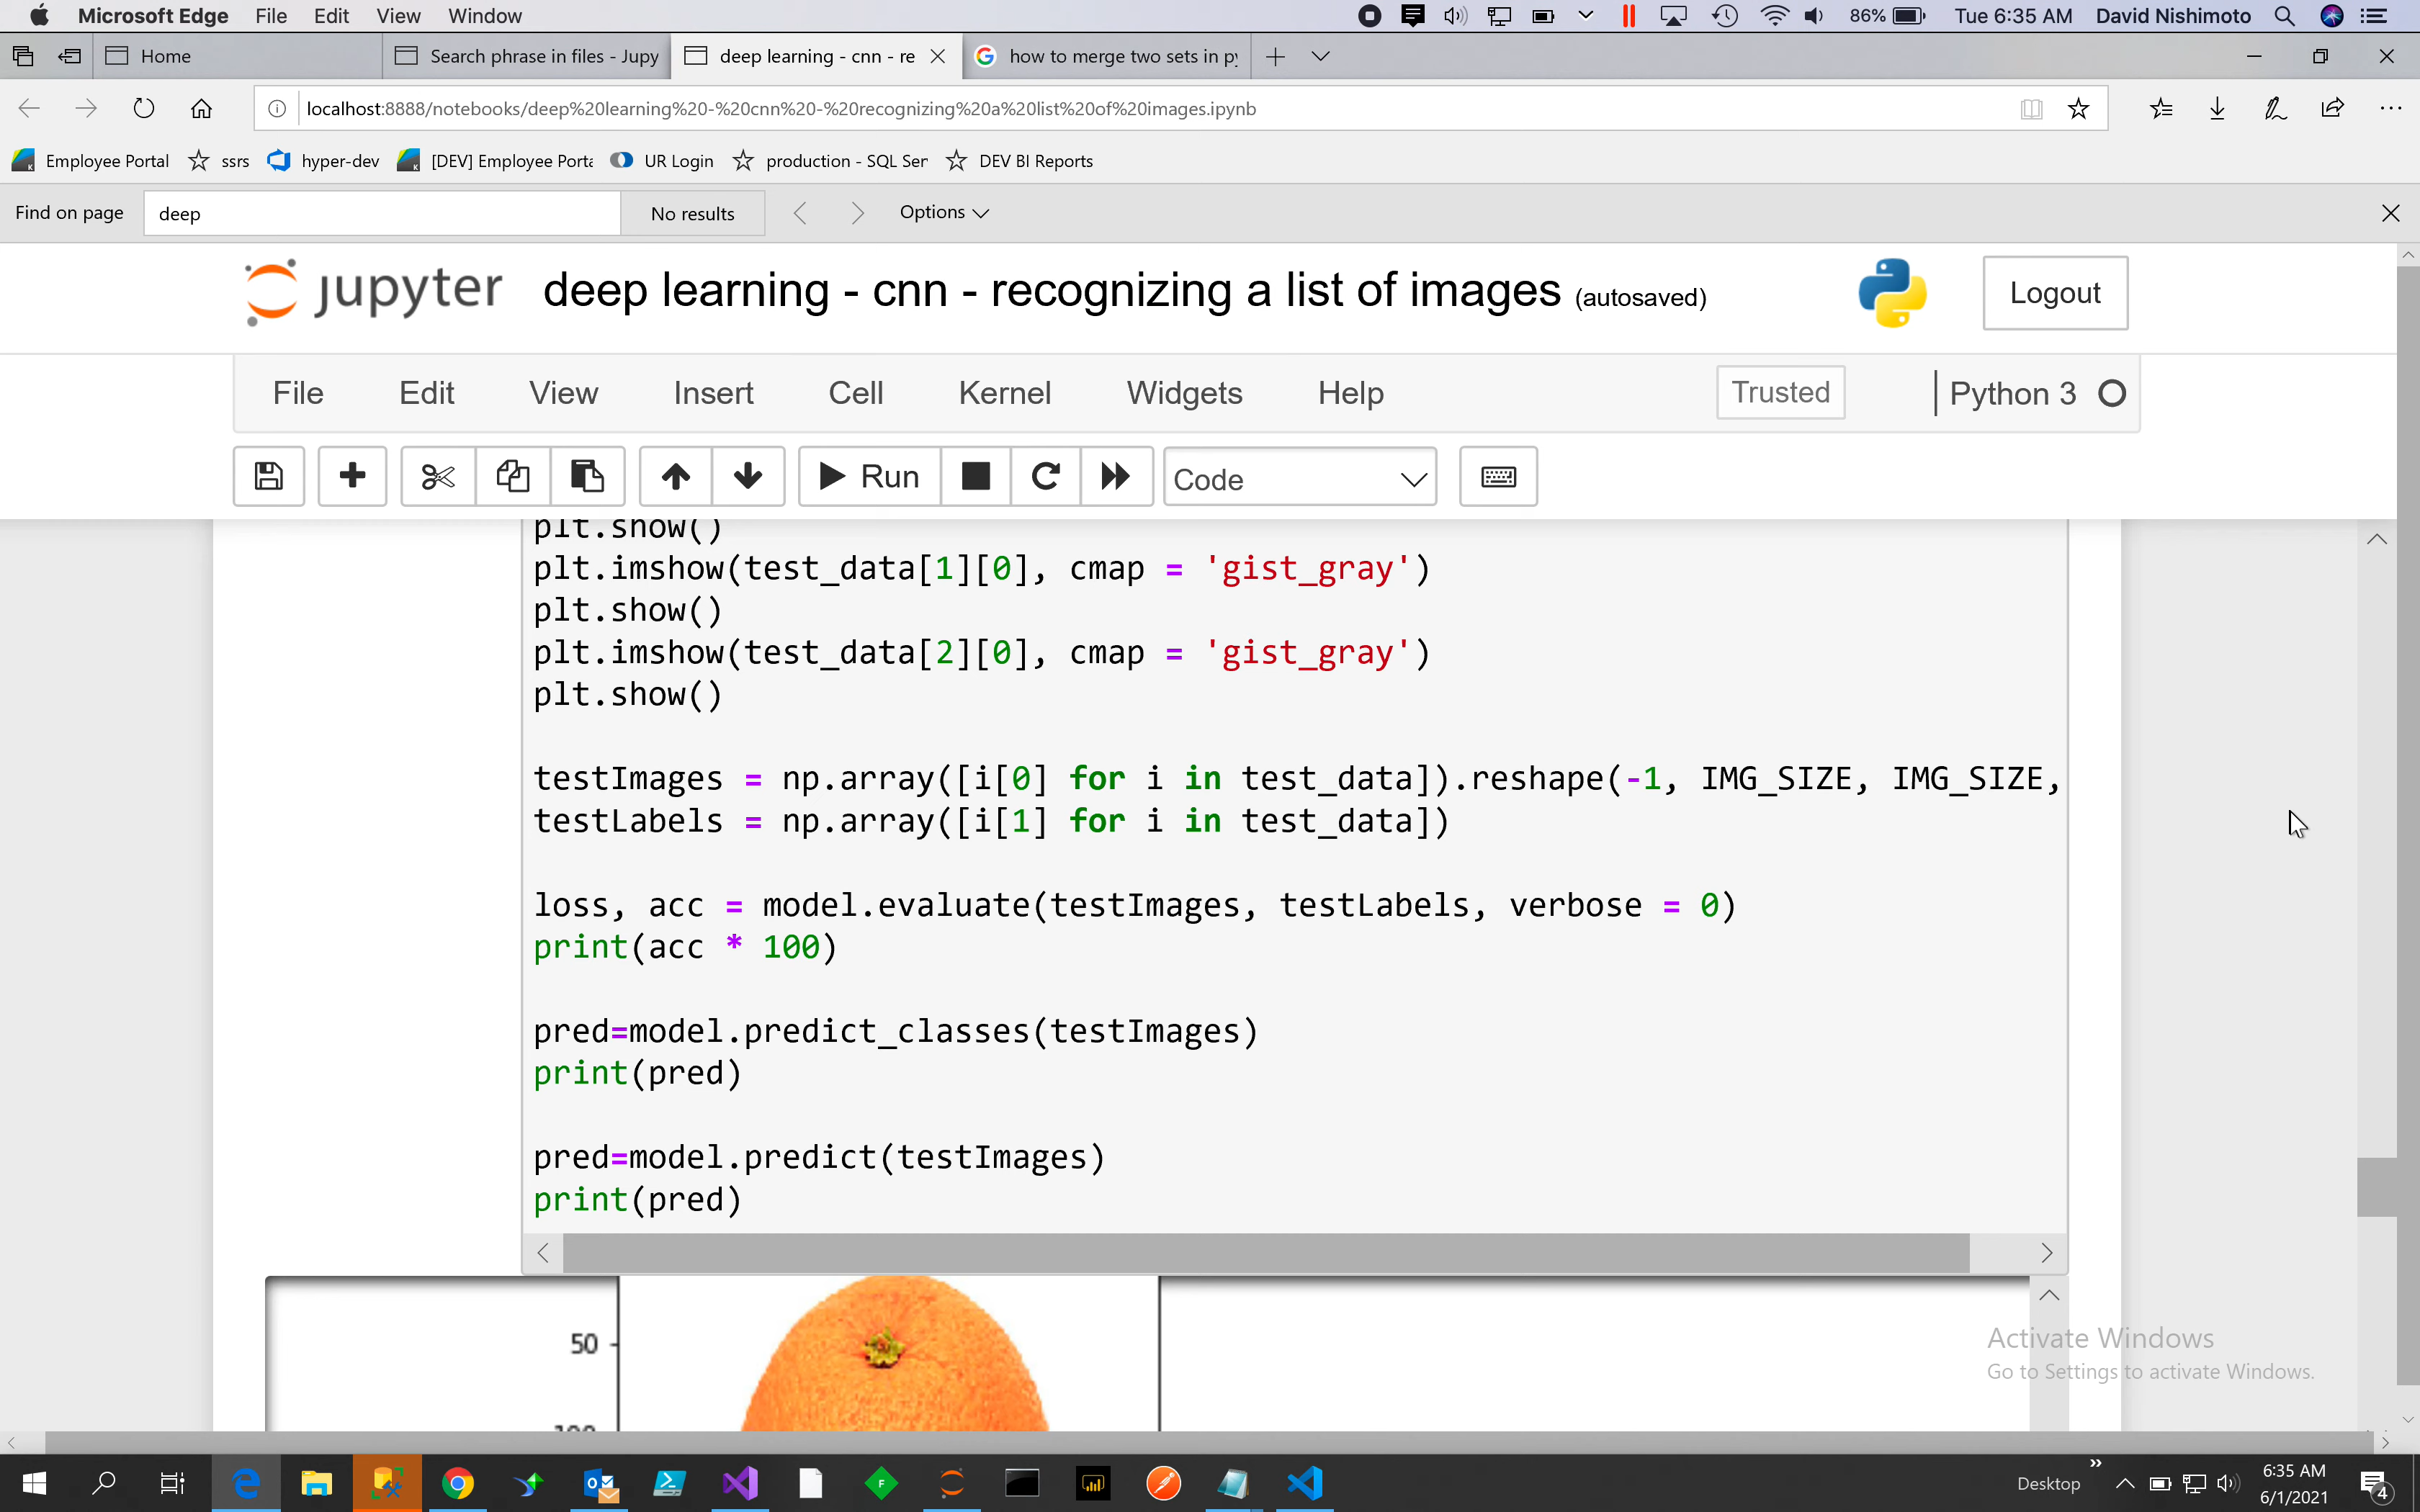 Microsoft Edge File Edit View Window 86% Tue 6:35 AM David Nishimoto
Home Search phrase in files - Jupy deep learning - cnn - re how to merge two sets in py
localhost:8888/notebooks/deep%20learning%20-%20cnn%20-%20recognizing%20a%20list%20of%20images.ipynb
Employee Portal ssrs hyper-dev [DEV] Employee Porta UR Login production - SQL Ser DEV BI Reports
Find on page deep No results Options
jupyter deep learning - cnn - recognizing a list of images (autosaved) Logout
File Edit View Insert Cell Kernel Widgets Help Trusted Python 3
Run Code
plt.show()
plt.imshow(test_data[1][0], cmap = 'gist_gray')
plt.show()
plt.imshow(test_data[2][0], cmap = 'gist_gray')
plt.show()
testImages = np.array([i[0] for i in test_data]).reshape(-1, IMG_SIZE, IMG_SIZE,
testLabels = np.array([i[1] for i in test_data])
loss, acc = model.evaluate(testImages, testLabels, verbose = 0)
print(acc * 100)
pred=model.predict_classes(testImages)
print(pred)
pred=model.predict(testImages)
print(pred)
50
100
Activate Windows
Go to Settings to activate Windows.
Desktop 6:35 AM
6/1/2021 4